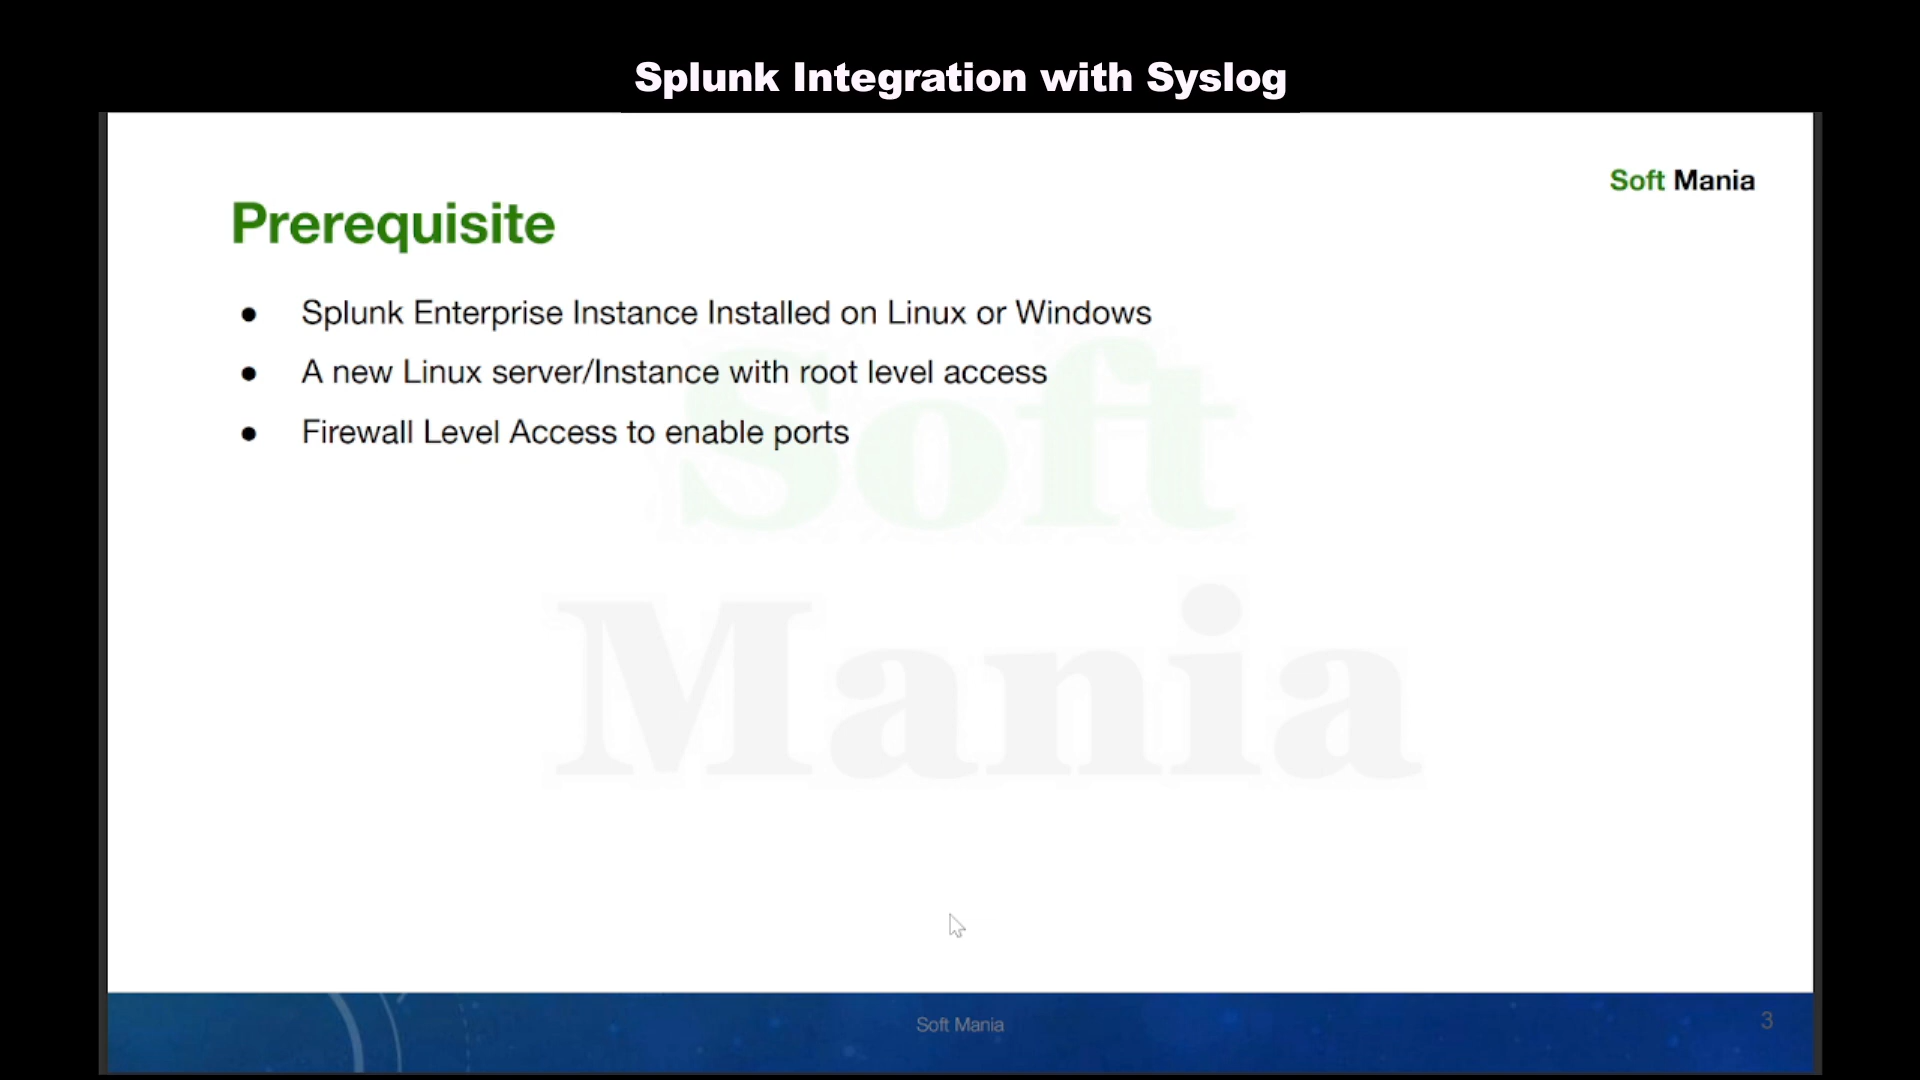 Splunk Integration with Syslog
Soft Mania
Prerequisite
● Splunk Enterprise Instance Installed on Linux or Windows
● A new Linux server/Instance with root level access
● Firewall Level Access to enable ports
Soft
Mania
Soft Mania
3